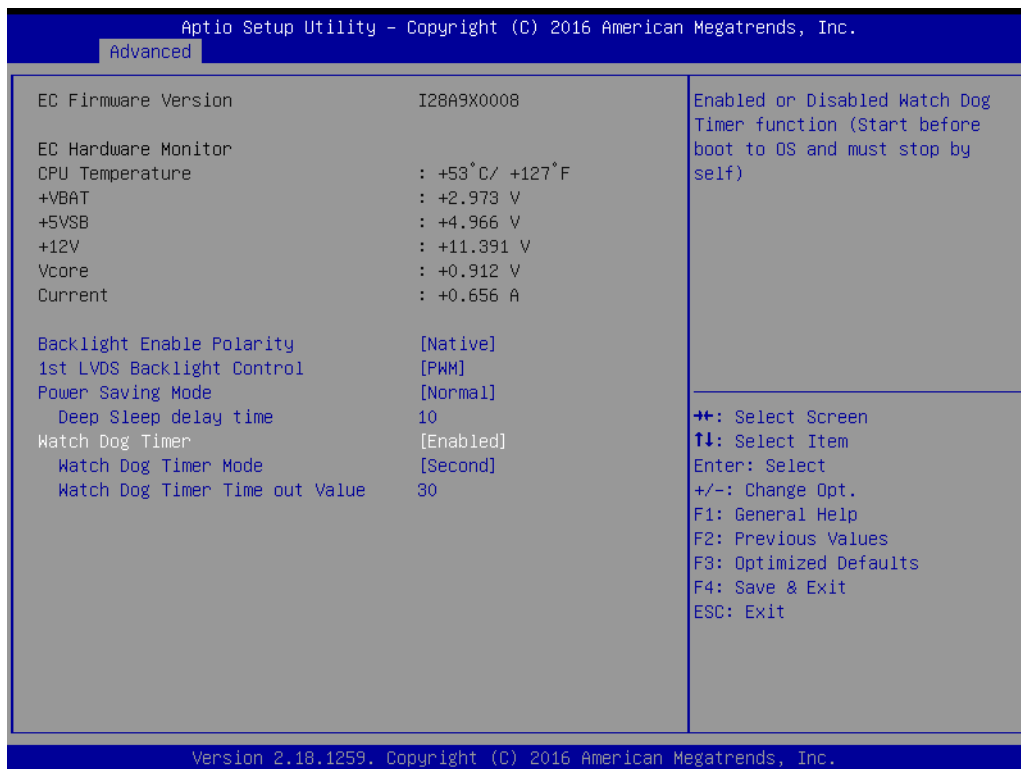 Aptio Setup Utility – Copyright (C) 2016 American Megatrends, Inc.
Advanced
EC Firmware Version I28A9X0008
EC Hardware Monitor
CPU Temperature : +53°C/ +127°F
+VBAT : +2.973 V
+5VSB : +4.966 V
+12V : +11.391 V
Vcore : +0.912 V
Current : +0.656 A
Backlight Enable Polarity [Native]
1st LVDS Backlight Control [PWM]
Power Saving Mode [Normal]
Deep Sleep delay time 10
Watch Dog Timer [Enabled]
Watch Dog Timer Mode [Second]
Watch Dog Timer Time out Value 30
Enabled or Disabled Watch Dog
Timer function (Start before
boot to OS and must stop by
self)
→←: Select Screen
↑↓: Select Item
Enter: Select
+/-: Change Opt.
F1: General Help
F2: Previous Values
F3: Optimized Defaults
F4: Save & Exit
ESC: Exit
Version 2.18.1259. Copyright (C) 2016 American Megatrends, Inc.